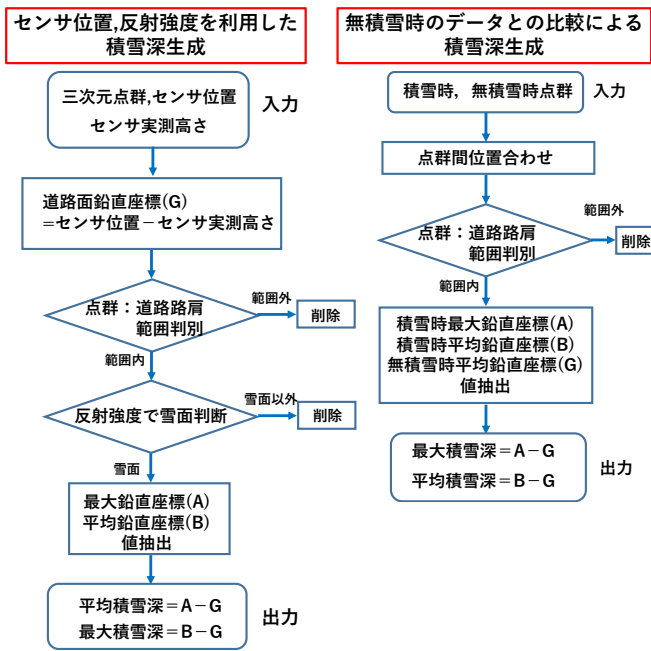 センサ位置,反射強度を利用した
積雪深生成
三次元点群,センサ位置
センサ実測高さ
入力
道路面鉛直座標(G)
=センサ位置－センサ実測高さ
点群：道路路肩
範囲判別
範囲外
削除
範囲内
反射強度で雪面判断
雪面以外
削除
雪面
最大鉛直座標(A)
平均鉛直座標(B)
値抽出
平均積雪深＝A－G
最大積雪深＝B－G
出力
無積雪時のデータとの比較による
積雪深生成
積雪時，無積雪時点群
入力
点群間位置合わせ
点群：道路路肩
範囲判別
範囲外
削除
範囲内
積雪時最大鉛直座標(A)
積雪時平均鉛直座標(B)
無積雪時平均鉛直座標(G)
値抽出
最大積雪深＝A－G
平均積雪深＝B－G
出力